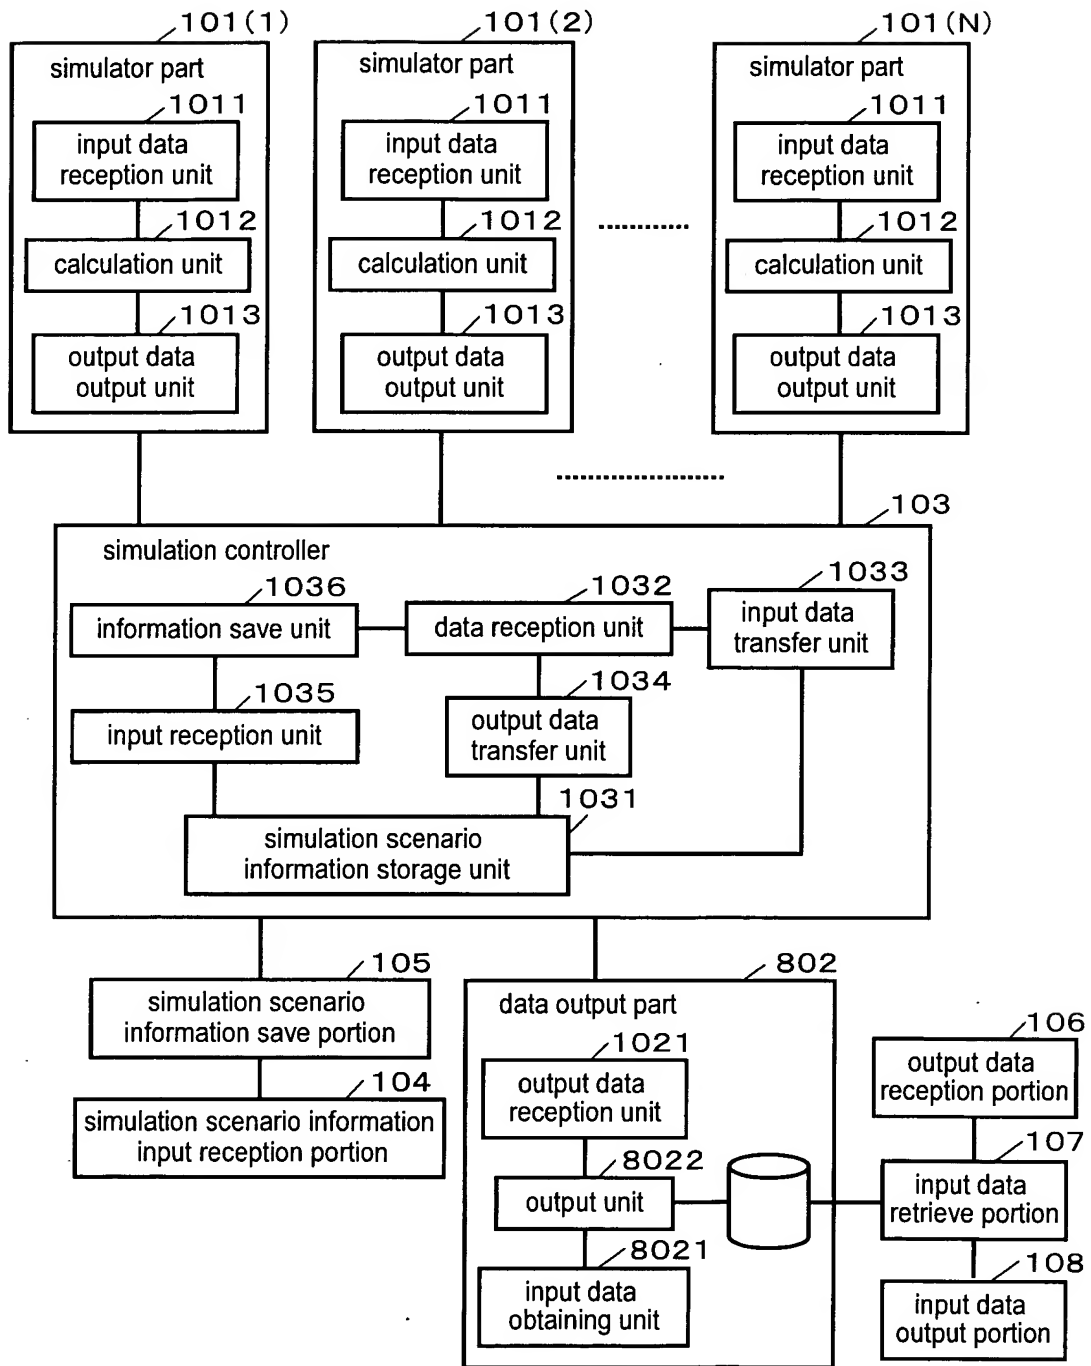 101(1)
simulator part
1011
input data
reception unit
1012
calculation unit
1013
output data
output unit
101(2)
simulator part
1011
input data
reception unit
1012
calculation unit
1013
output data
output unit
101(N)
simulator part
1011
input data
reception unit
1012
calculation unit
1013
output data
output unit
103
simulation controller
1036
information save unit
1032
data reception unit
1033
input data
transfer unit
1035
input reception unit
1034
output data
transfer unit
1031
simulation scenario
information storage unit
105
simulation scenario
information save portion
104
simulation scenario information
input reception portion
802
data output part
1021
output data
reception unit
8022
output unit
8021
input data
obtaining unit
106
output data
reception portion
107
input data
retrieve portion
108
input data
output portion